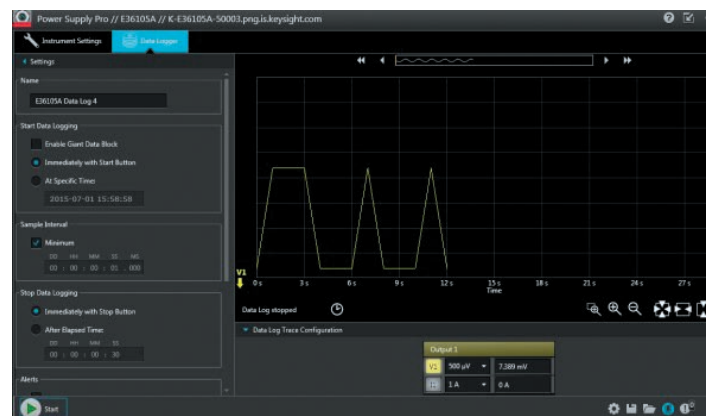 Power Supply Pro // E36105A // K-E36105A-50003.png.is.keysight.com
Instrument Settings
Data Logger
Settings
Name
E36105A Data Log 4
Start Data Logging
Enable Giant Data Block
Immediately with Start Button
At Specific Time:
2015-07-01 15:58:58
Sample Interval
Minimum
DD HH MM SS MS
00 : 00 : 00 : 01 . 000
Stop Data Logging
Immediately with Stop Button
After Elapsed Time:
DD HH MM SS
00 : 00 : 00 : 30
Alerts
Start
V1
0 s 3 s 6 s 9 s 12 s 15 s 18 s 21 s 24 s 27 s
Time
Data Log stopped
Data Log Trace Configuration
Output 1
V1 500 µV 7.389 mV
I1 1 A 0 A